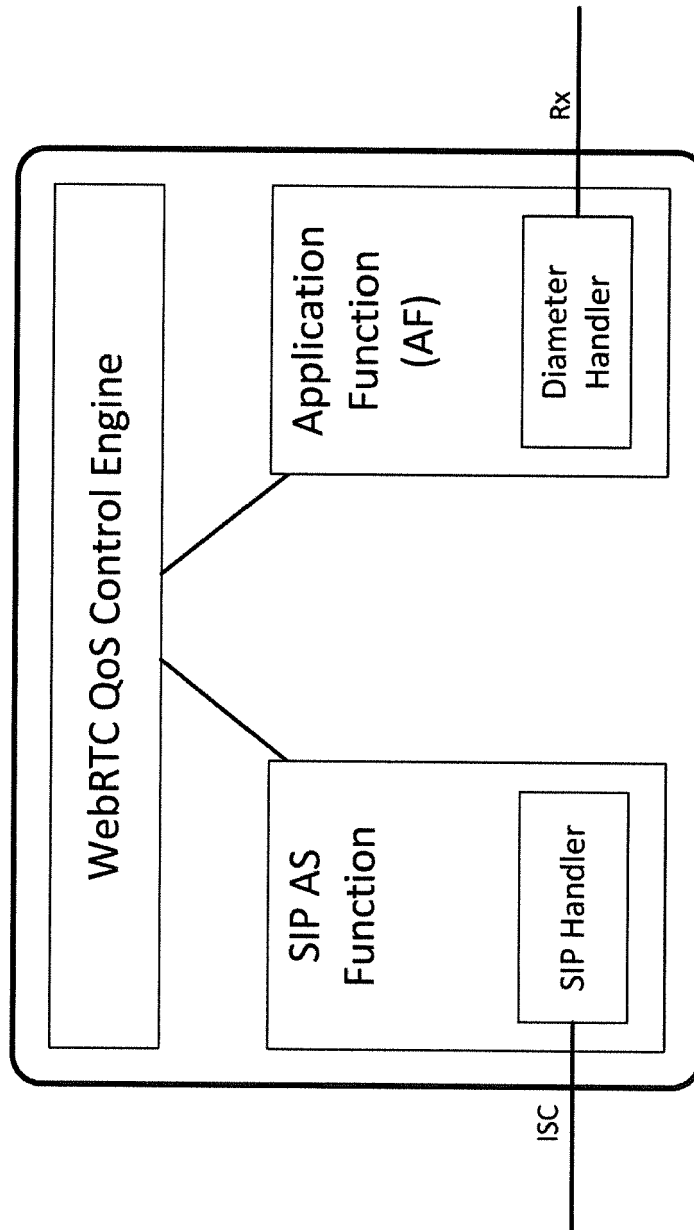 WebRTC QoS Control Engine
SIP AS
Function
SIP Handler
ISC
Application
Function
(AF)
Diameter
Handler
Rx